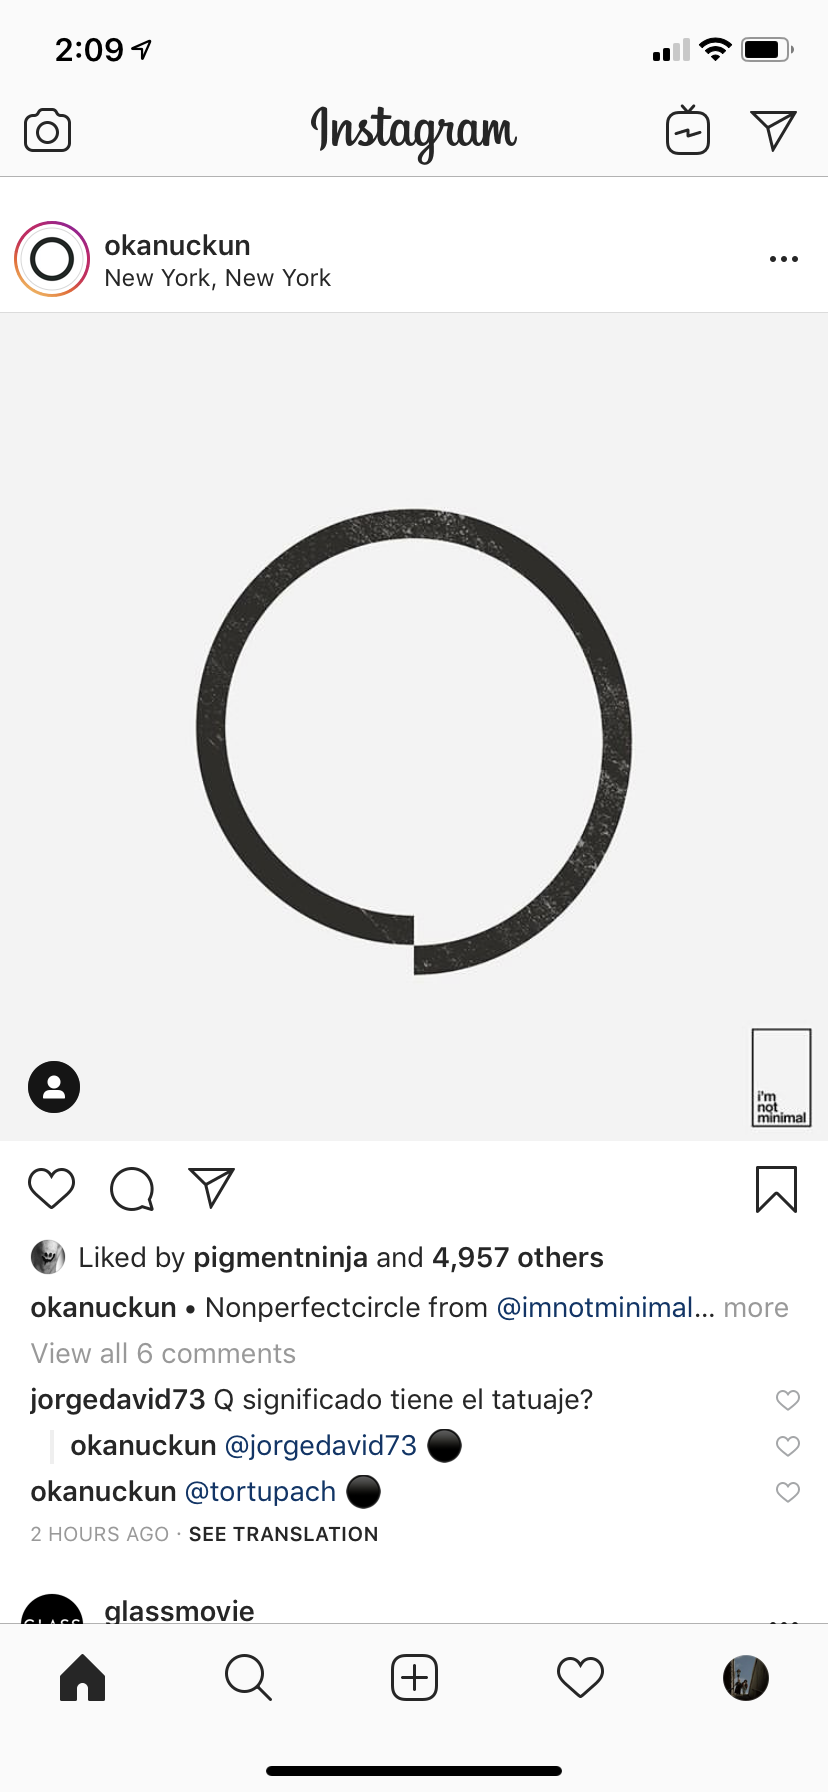 2:09
Instagram
okanuckun
New York, New York
i'm
not
minimal
Liked by pigmentninja and 4,957 others
okanuckun • Nonperfectcircle from @imnotminimal... more
View all 6 comments
jorgedavid73 Q significado tiene el tatuaje?
okanuckun @jorgedavid73 ⚫
okanuckun @tortupach ⚫
2 HOURS AGO · SEE TRANSLATION
GLASS
glassmovie